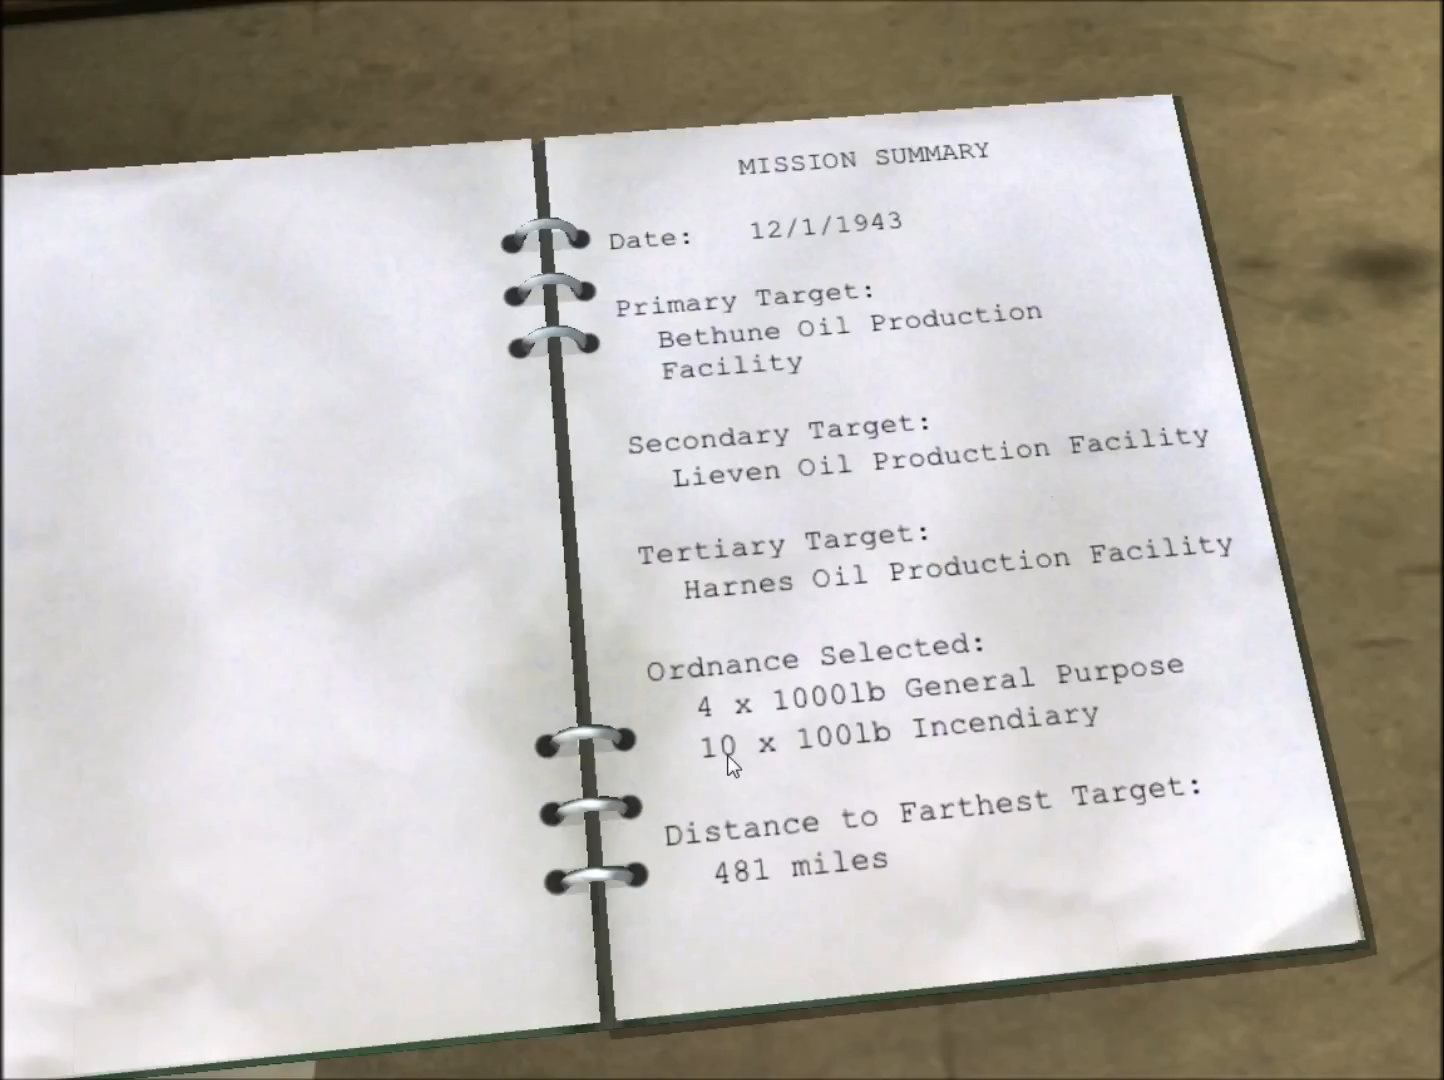 MISSION SUMMARY
Date: 12/1/1943
Primary Target:
Bethune Oil Production
Facility
Secondary Target:
Lieven Oil Production Facility
Tertiary Target:
Harnes Oil Production Facility
Ordnance Selected:
4 x 1000lb General Purpose
10 x 100lb Incendiary
Distance to Farthest Target:
481 miles